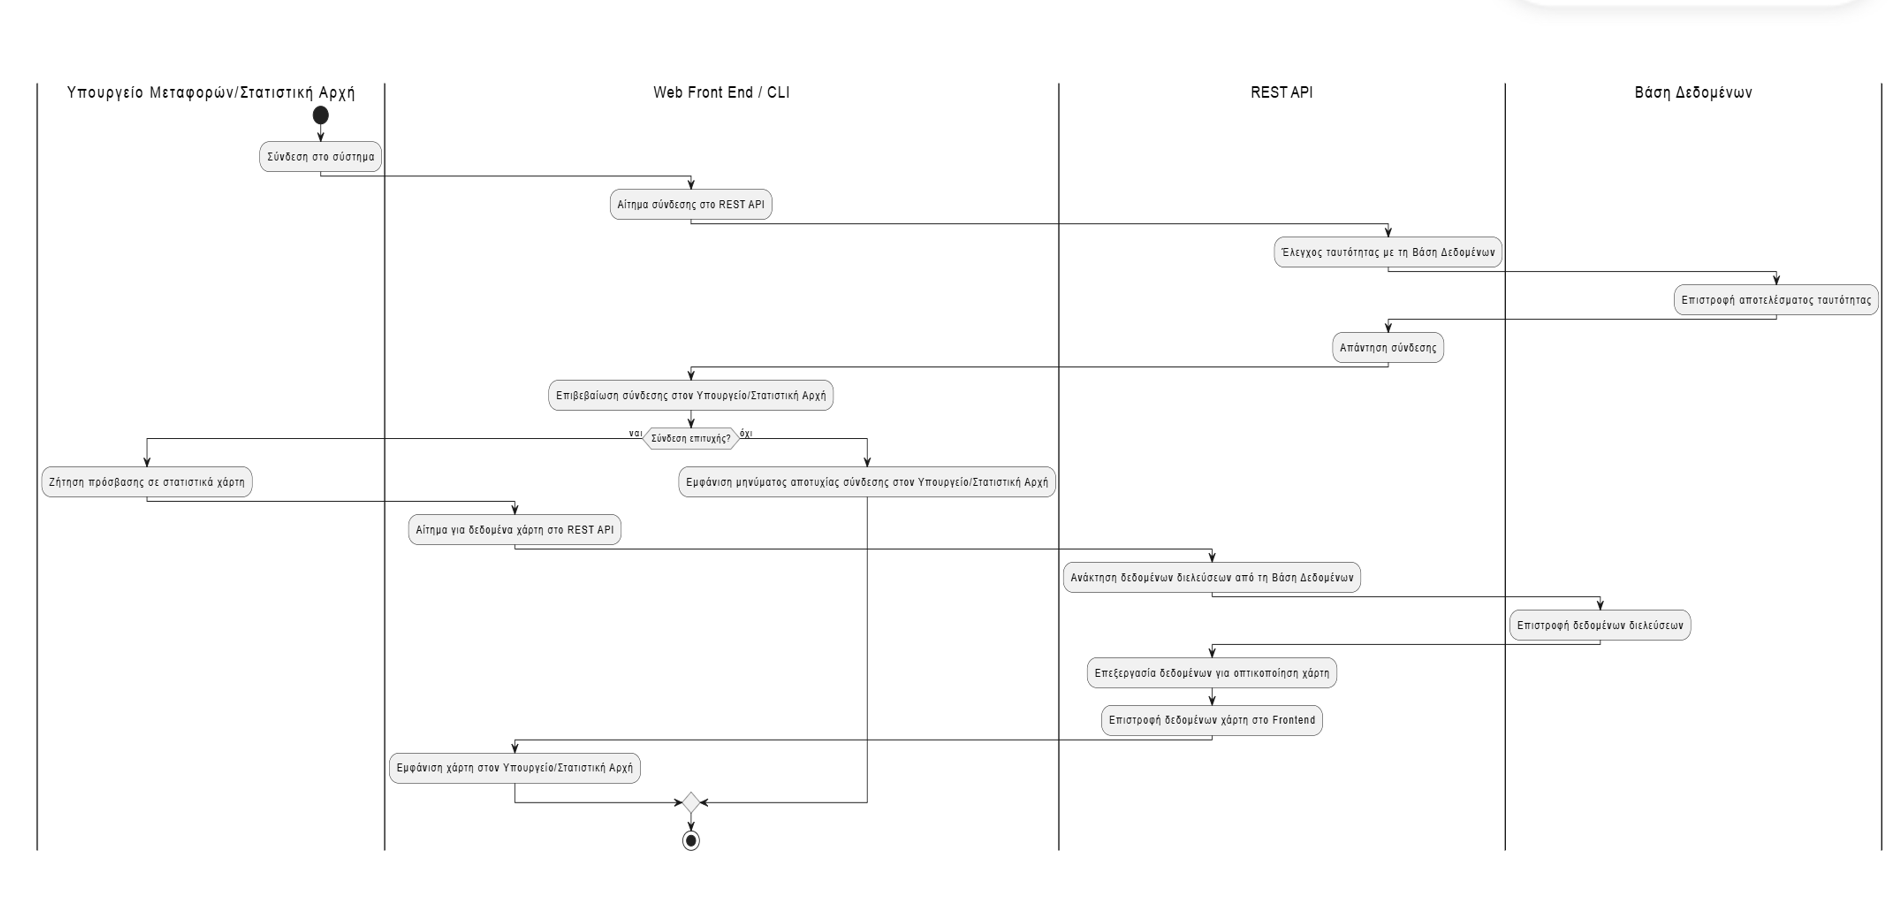 Υπουργείο Μεταφορών/Στατιστική Αρχή
Web Front End / CLI
REST API
Βάση Δεδομένων
Σύνδεση στο σύστημα
Αίτημα σύνδεσης στο REST API
Έλεγχος ταυτότητας με τη Βάση Δεδομένων
Επιστροφή αποτελέσματος ταυτότητας
Απάντηση σύνδεσης
Επιβεβαίωση σύνδεσης στον Υπουργείο/Στατιστική Αρχή
ναι
Σύνδεση επιτυχής?
όχι
Ζήτηση πρόσβασης σε στατιστικά χάρτη
Εμφάνιση μηνύματος αποτυχίας σύνδεσης στον Υπουργείο/Στατιστική Αρχή
Αίτημα για δεδομένα χάρτη στο REST API
Ανάκτηση δεδομένων διελεύσεων από τη Βάση Δεδομένων
Επιστροφή δεδομένων διελεύσεων
Επεξεργασία δεδομένων για οπτικοποίηση χάρτη
Επιστροφή δεδομένων χάρτη στο Frontend
Εμφάνιση χάρτη στον Υπουργείο/Στατιστική Αρχή